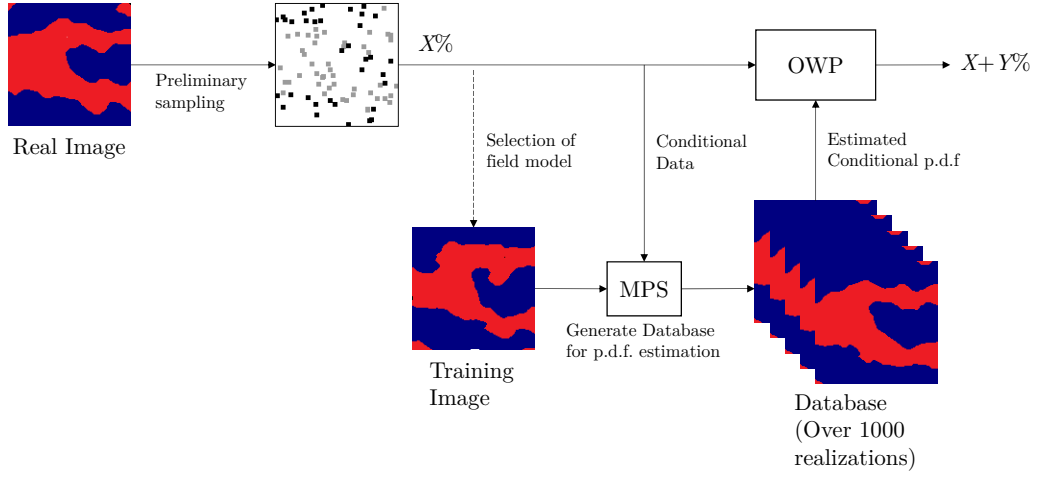 X%
OWP
X+Y%
Preliminary
sampling
Real Image
Selection of
field model
Conditional
Data
Estimated
Conditional p.d.f
MPS
Generate Database
for p.d.f. estimation
Training
Image
Database
(Over 1000
realizations)